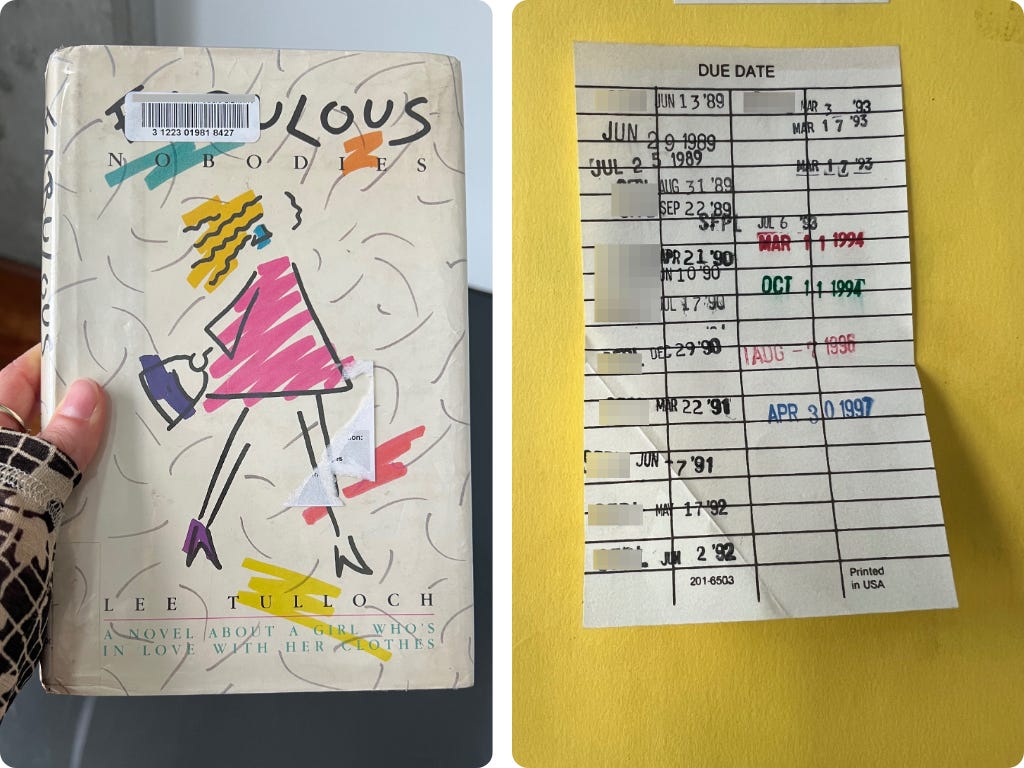 FABULOUS
3 1223 01981 8427
NOBODIES
FABULOUS
LEE TULLOCH
A NOVEL ABOUT A GIRL WHO'S
IN LOVE WITH HER CLOTHES
DUE DATE
JUN 13 '89
JUN 29 1989
JUL 25 1989
AUG 31 '89
SEP 22 '89
SFPL
APR 21 '90
UN 10 '90
JUL 17 '90
DEC 29 '90
MAR 22 '91
JUN 17 '91
MAY 17 '92
JUN 2 '92
MAR 3 '93
MAR 17 '93
MAR 17 '93
JUL 6 '93
MAR 11 1994
OCT 11 1994
AUG - 7 1996
APR 30 1997
201-6503
Printed
in USA